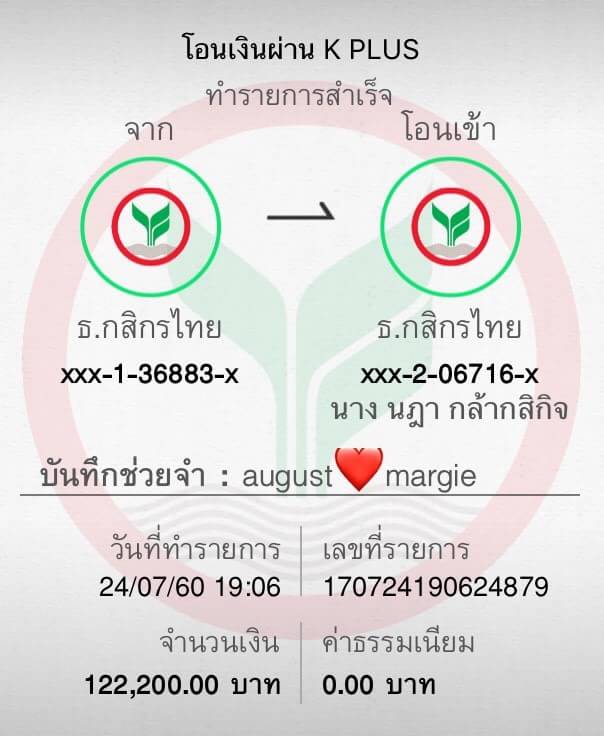 โอนเงินผ่าน K PLUS
ทำรายการสำเร็จ
จาก
โอนเข้า
ธ.กสิกรไทย
xxx-1-36883-x
ธ.กสิกรไทย
xxx-2-06716-x
นาง นฎา กล้ากสิกิจ
บันทึกช่วยจำ : august❤️margie
วันที่ทำรายการ
24/07/60 19:06
เลขที่รายการ
170724190624879
จำนวนเงิน
122,200.00 บาท
ค่าธรรมเนียม
0.00 บาท